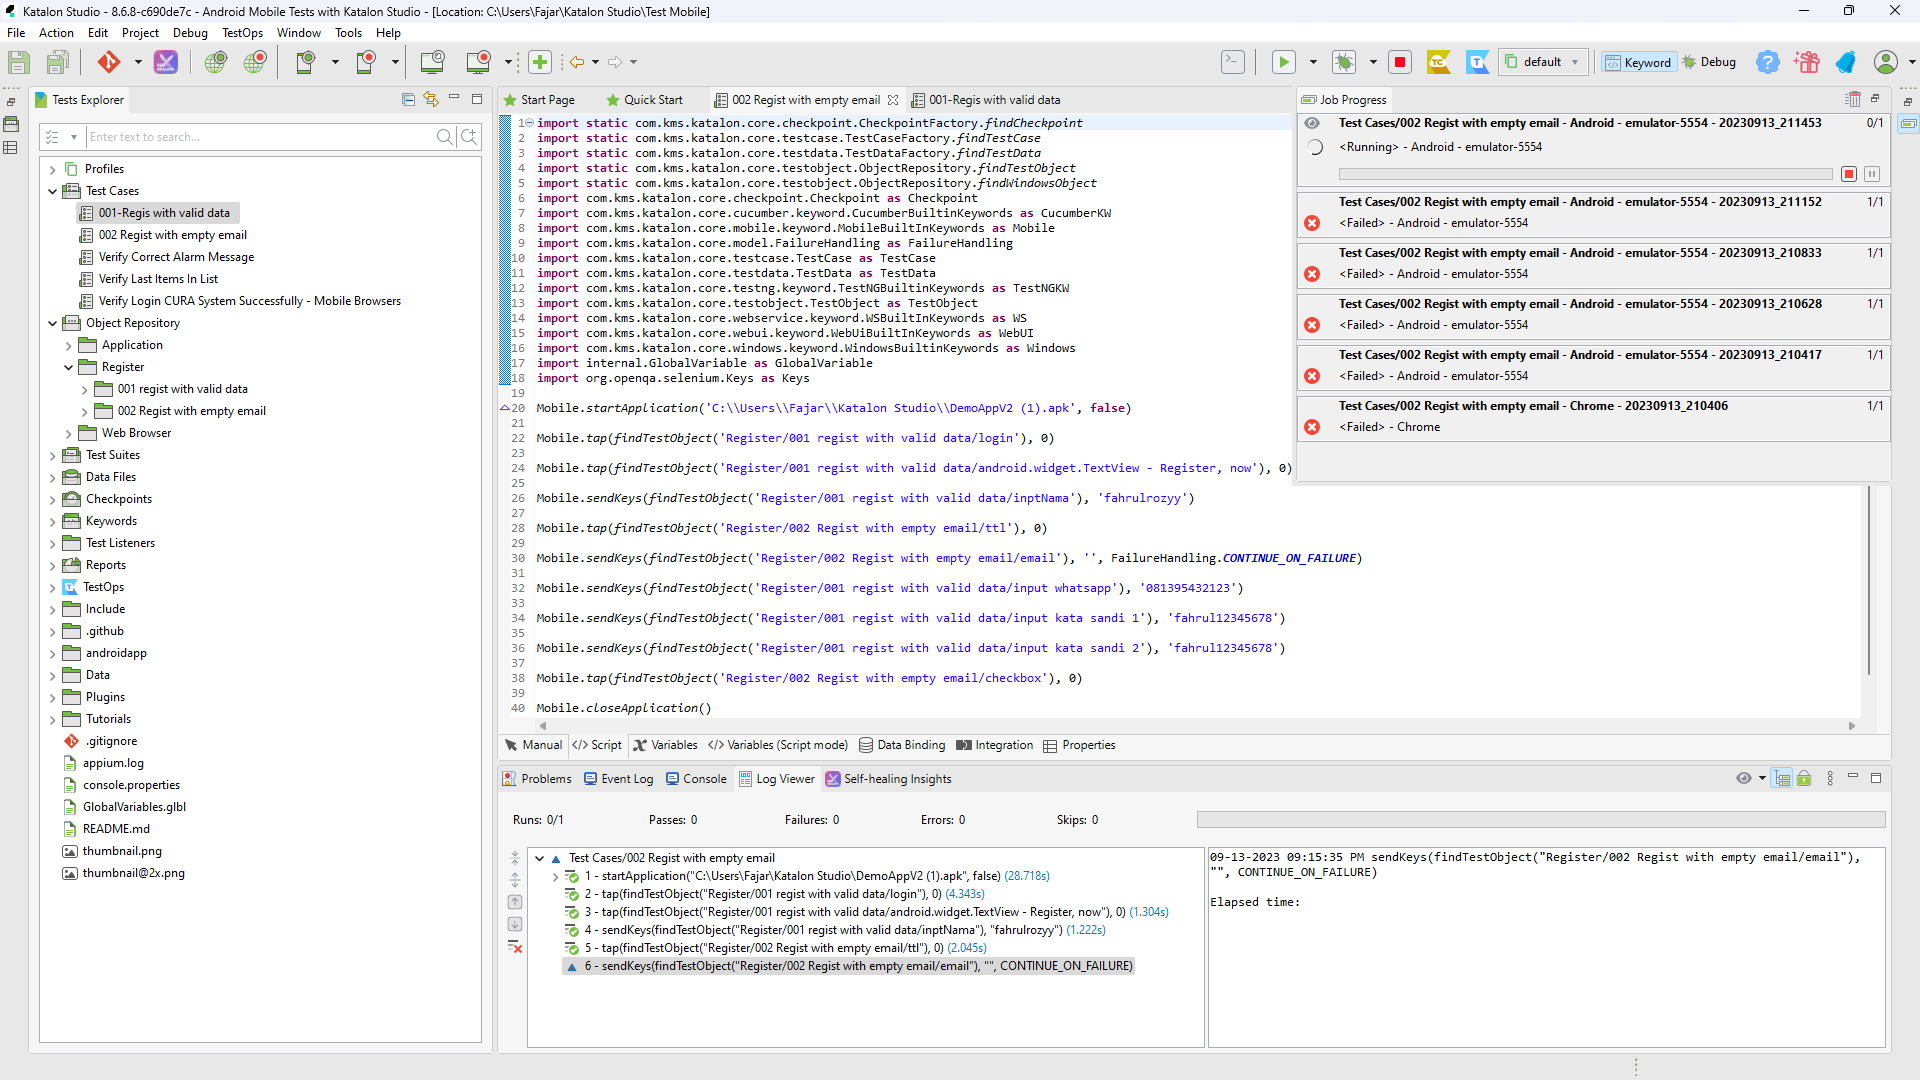 Katalon Studio - 8.6.8-c690de7c - Android Mobile Tests with Katalon Studio - [Location: C:\Users\Fajar\Katalon Studio\Test Mobile]
File Action Edit Project Debug TestOps Window Tools Help
TC T default Keyword Debug
Tests Explorer
Enter text to search...
Profiles
Test Cases
001-Regis with valid data
002 Regist with empty email
Verify Correct Alarm Message
Verify Last Items In List
Verify Login CURA System Successfully - Mobile Browsers
Object Repository
Application
Register
001 regist with valid data
002 Regist with empty email
Web Browser
Test Suites
Data Files
Checkpoints
Keywords
Test Listeners
Reports
TestOps
Include
.github
androidapp
Data
Plugins
Tutorials
.gitignore
appium.log
console.properties
GlobalVariables.glbl
README.md
thumbnail.png
thumbnail@2x.png
Start Page Quick Start 002 Regist with empty email 001-Regis with valid data
1 import static com.kms.katalon.core.checkpoint.CheckpointFactory.findCheckpoint
2 import static com.kms.katalon.core.testcase.TestCaseFactory.findTestCase
3 import static com.kms.katalon.core.testdata.TestDataFactory.findTestData
4 import static com.kms.katalon.core.testobject.ObjectRepository.findTestObject
5 import static com.kms.katalon.core.testobject.ObjectRepository.findWindowsObject
6 import com.kms.katalon.core.checkpoint.Checkpoint as Checkpoint
7 import com.kms.katalon.core.cucumber.keyword.CucumberBuiltinKeywords as CucumberKW
8 import com.kms.katalon.core.mobile.keyword.MobileBuiltInKeywords as Mobile
9 import com.kms.katalon.core.model.FailureHandling as FailureHandling
10 import com.kms.katalon.core.testcase.TestCase as TestCase
11 import com.kms.katalon.core.testdata.TestData as TestData
12 import com.kms.katalon.core.testng.keyword.TestNGBuiltinKeywords as TestNGKW
13 import com.kms.katalon.core.testobject.TestObject as TestObject
14 import com.kms.katalon.core.webservice.keyword.WSBuiltInKeywords as WS
15 import com.kms.katalon.core.webui.keyword.WebUiBuiltInKeywords as WebUI
16 import com.kms.katalon.core.windows.keyword.WindowsBuiltinKeywords as Windows
17 import internal.GlobalVariable as GlobalVariable
18 import org.openqa.selenium.Keys as Keys
19
20 Mobile.startApplication('C:\\Users\\Fajar\\Katalon Studio\\DemoAppV2 (1).apk', false)
21
22 Mobile.tap(findTestObject('Register/001 regist with valid data/login'), 0)
23
24 Mobile.tap(findTestObject('Register/001 regist with valid data/android.widget.TextView - Register, now'), 0)
25
26 Mobile.sendKeys(findTestObject('Register/001 regist with valid data/inptNama'), 'fahrulrozyy')
27
28 Mobile.tap(findTestObject('Register/002 Regist with empty email/ttl'), 0)
29
30 Mobile.sendKeys(findTestObject('Register/002 Regist with empty email/email'), '', FailureHandling.CONTINUE_ON_FAILURE)
31
32 Mobile.sendKeys(findTestObject('Register/001 regist with valid data/input whatsapp'), '081395432123')
33
34 Mobile.sendKeys(findTestObject('Register/001 regist with valid data/input kata sandi 1'), 'fahrul12345678')
35
36 Mobile.sendKeys(findTestObject('Register/001 regist with valid data/input kata sandi 2'), 'fahrul12345678')
37
38 Mobile.tap(findTestObject('Register/002 Regist with empty email/checkbox'), 0)
39
40 Mobile.closeApplication()
Manual Script Variables Variables (Script mode) Data Binding Integration Properties
Job Progress
Test Cases/002 Regist with empty email - Android - emulator-5554 - 20230913_211453 0/1
<Running> - Android - emulator-5554
Test Cases/002 Regist with empty email - Android - emulator-5554 - 20230913_211152 1/1
<Failed> - Android - emulator-5554
Test Cases/002 Regist with empty email - Android - emulator-5554 - 20230913_210833 1/1
<Failed> - Android - emulator-5554
Test Cases/002 Regist with empty email - Android - emulator-5554 - 20230913_210628 1/1
<Failed> - Android - emulator-5554
Test Cases/002 Regist with empty email - Android - emulator-5554 - 20230913_210417 1/1
<Failed> - Android - emulator-5554
Test Cases/002 Regist with empty email - Chrome - 20230913_210406 1/1
<Failed> - Chrome
Problems Event Log Console Log Viewer Self-healing Insights
Runs: 0/1 Passes: 0 Failures: 0 Errors: 0 Skips: 0
Test Cases/002 Regist with empty email
1 - startApplication("C:\Users\Fajar\Katalon Studio\DemoAppV2 (1).apk", false) (28.718s)
2 - tap(findTestObject("Register/001 regist with valid data/login"), 0) (4.343s)
3 - tap(findTestObject("Register/001 regist with valid data/android.widget.TextView - Register, now"), 0) (1.304s)
4 - sendKeys(findTestObject("Register/001 regist with valid data/inptNama"), "fahrulrozyy") (1.222s)
5 - tap(findTestObject("Register/002 Regist with empty email/ttl"), 0) (2.045s)
6 - sendKeys(findTestObject("Register/002 Regist with empty email/email"), "", CONTINUE_ON_FAILURE)
09-13-2023 09:15:35 PM sendKeys(findTestObject("Register/002 Regist with empty email/email"),
"", CONTINUE_ON_FAILURE)
Elapsed time: